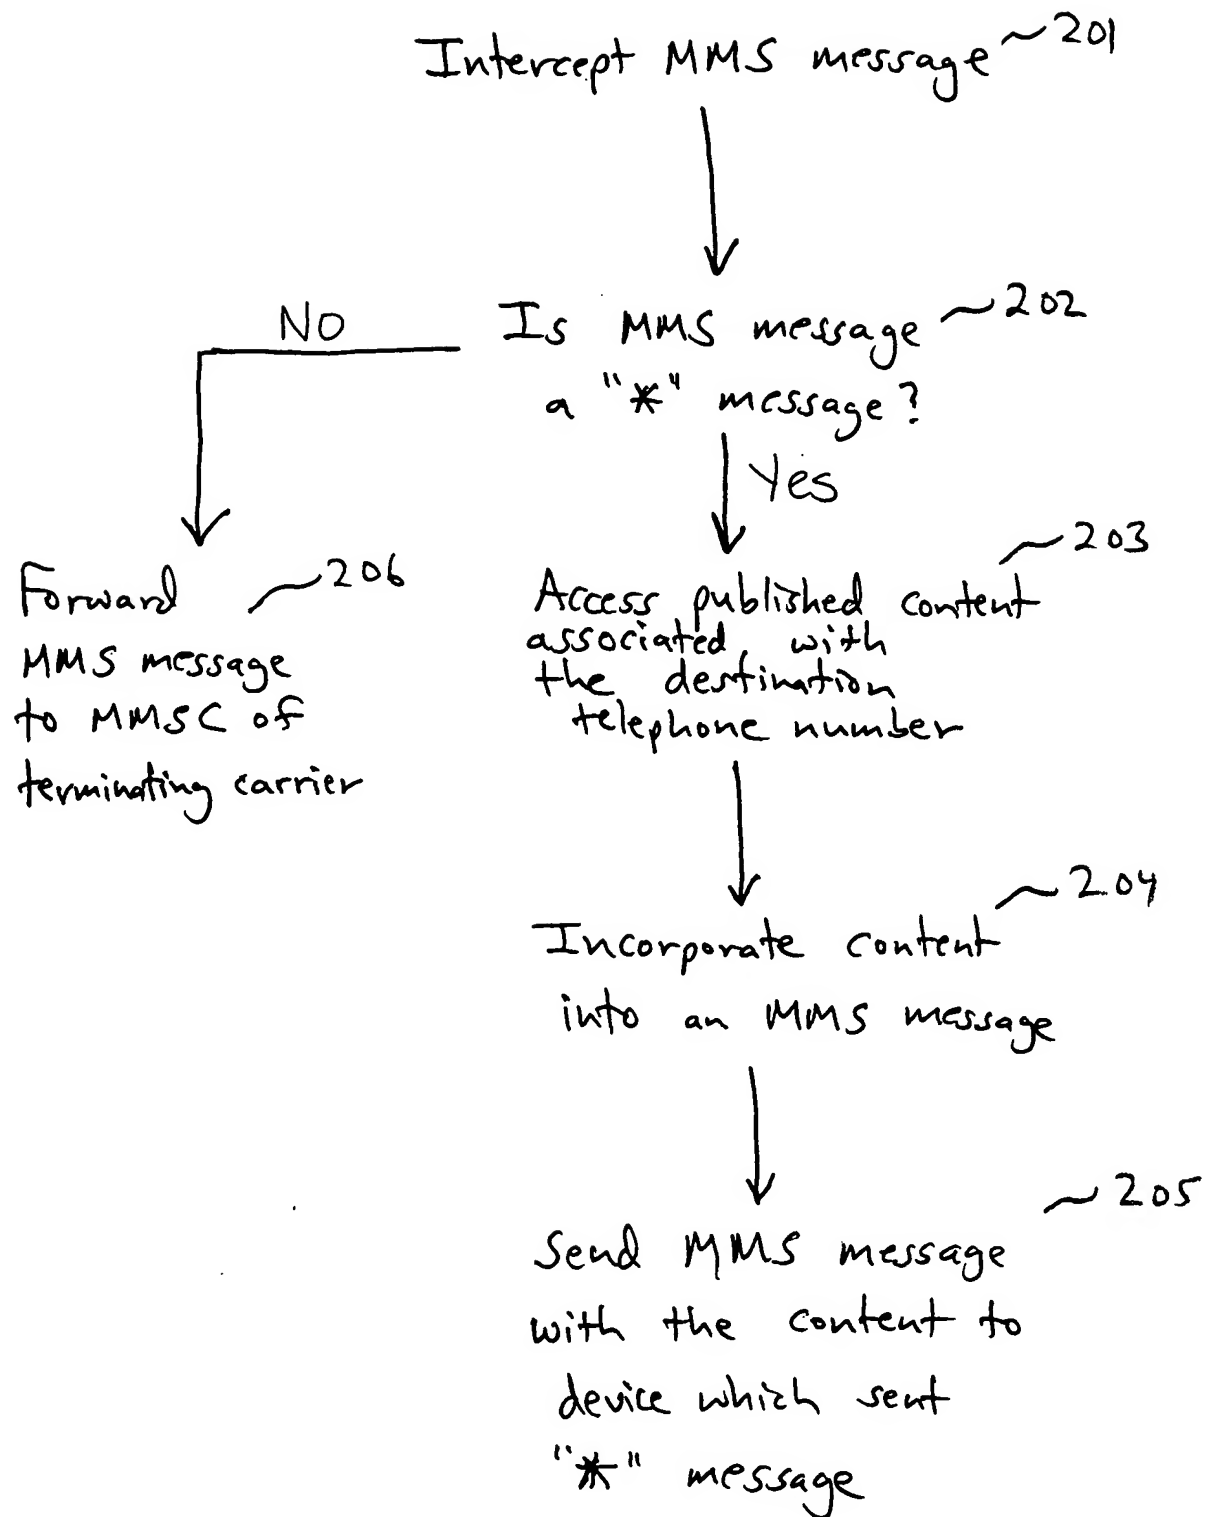 Intercept MMS message 201
NO
Is MMS message 202
a "*" message?
Yes
Forward 206
MMS message
to MMSC of
terminating carrier
203
Access published content
associated with
the destination
telephone number
204
Incorporate content
into an MMS message
205
Send MMS message
with the content to
device which sent
"*" message